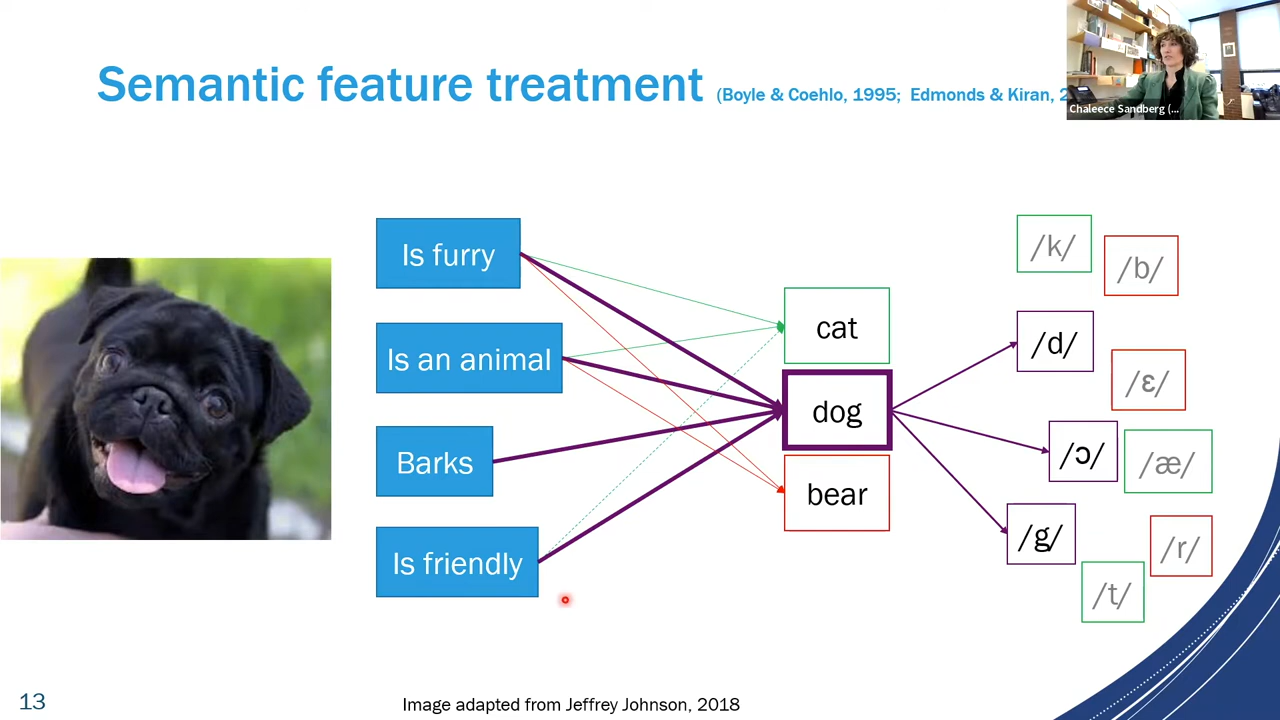 Semantic feature treatment (Boyle & Coehlo, 1995; Edmonds & Kiran,
Chaleece Sandberg (...
Is furry
Is an animal
Barks
Is friendly
cat
dog
bear
/k/
/b/
/d/
/ɛ/
/ɔ/
/æ/
/g/
/r/
/t/
13
Image adapted from Jeffrey Johnson, 2018